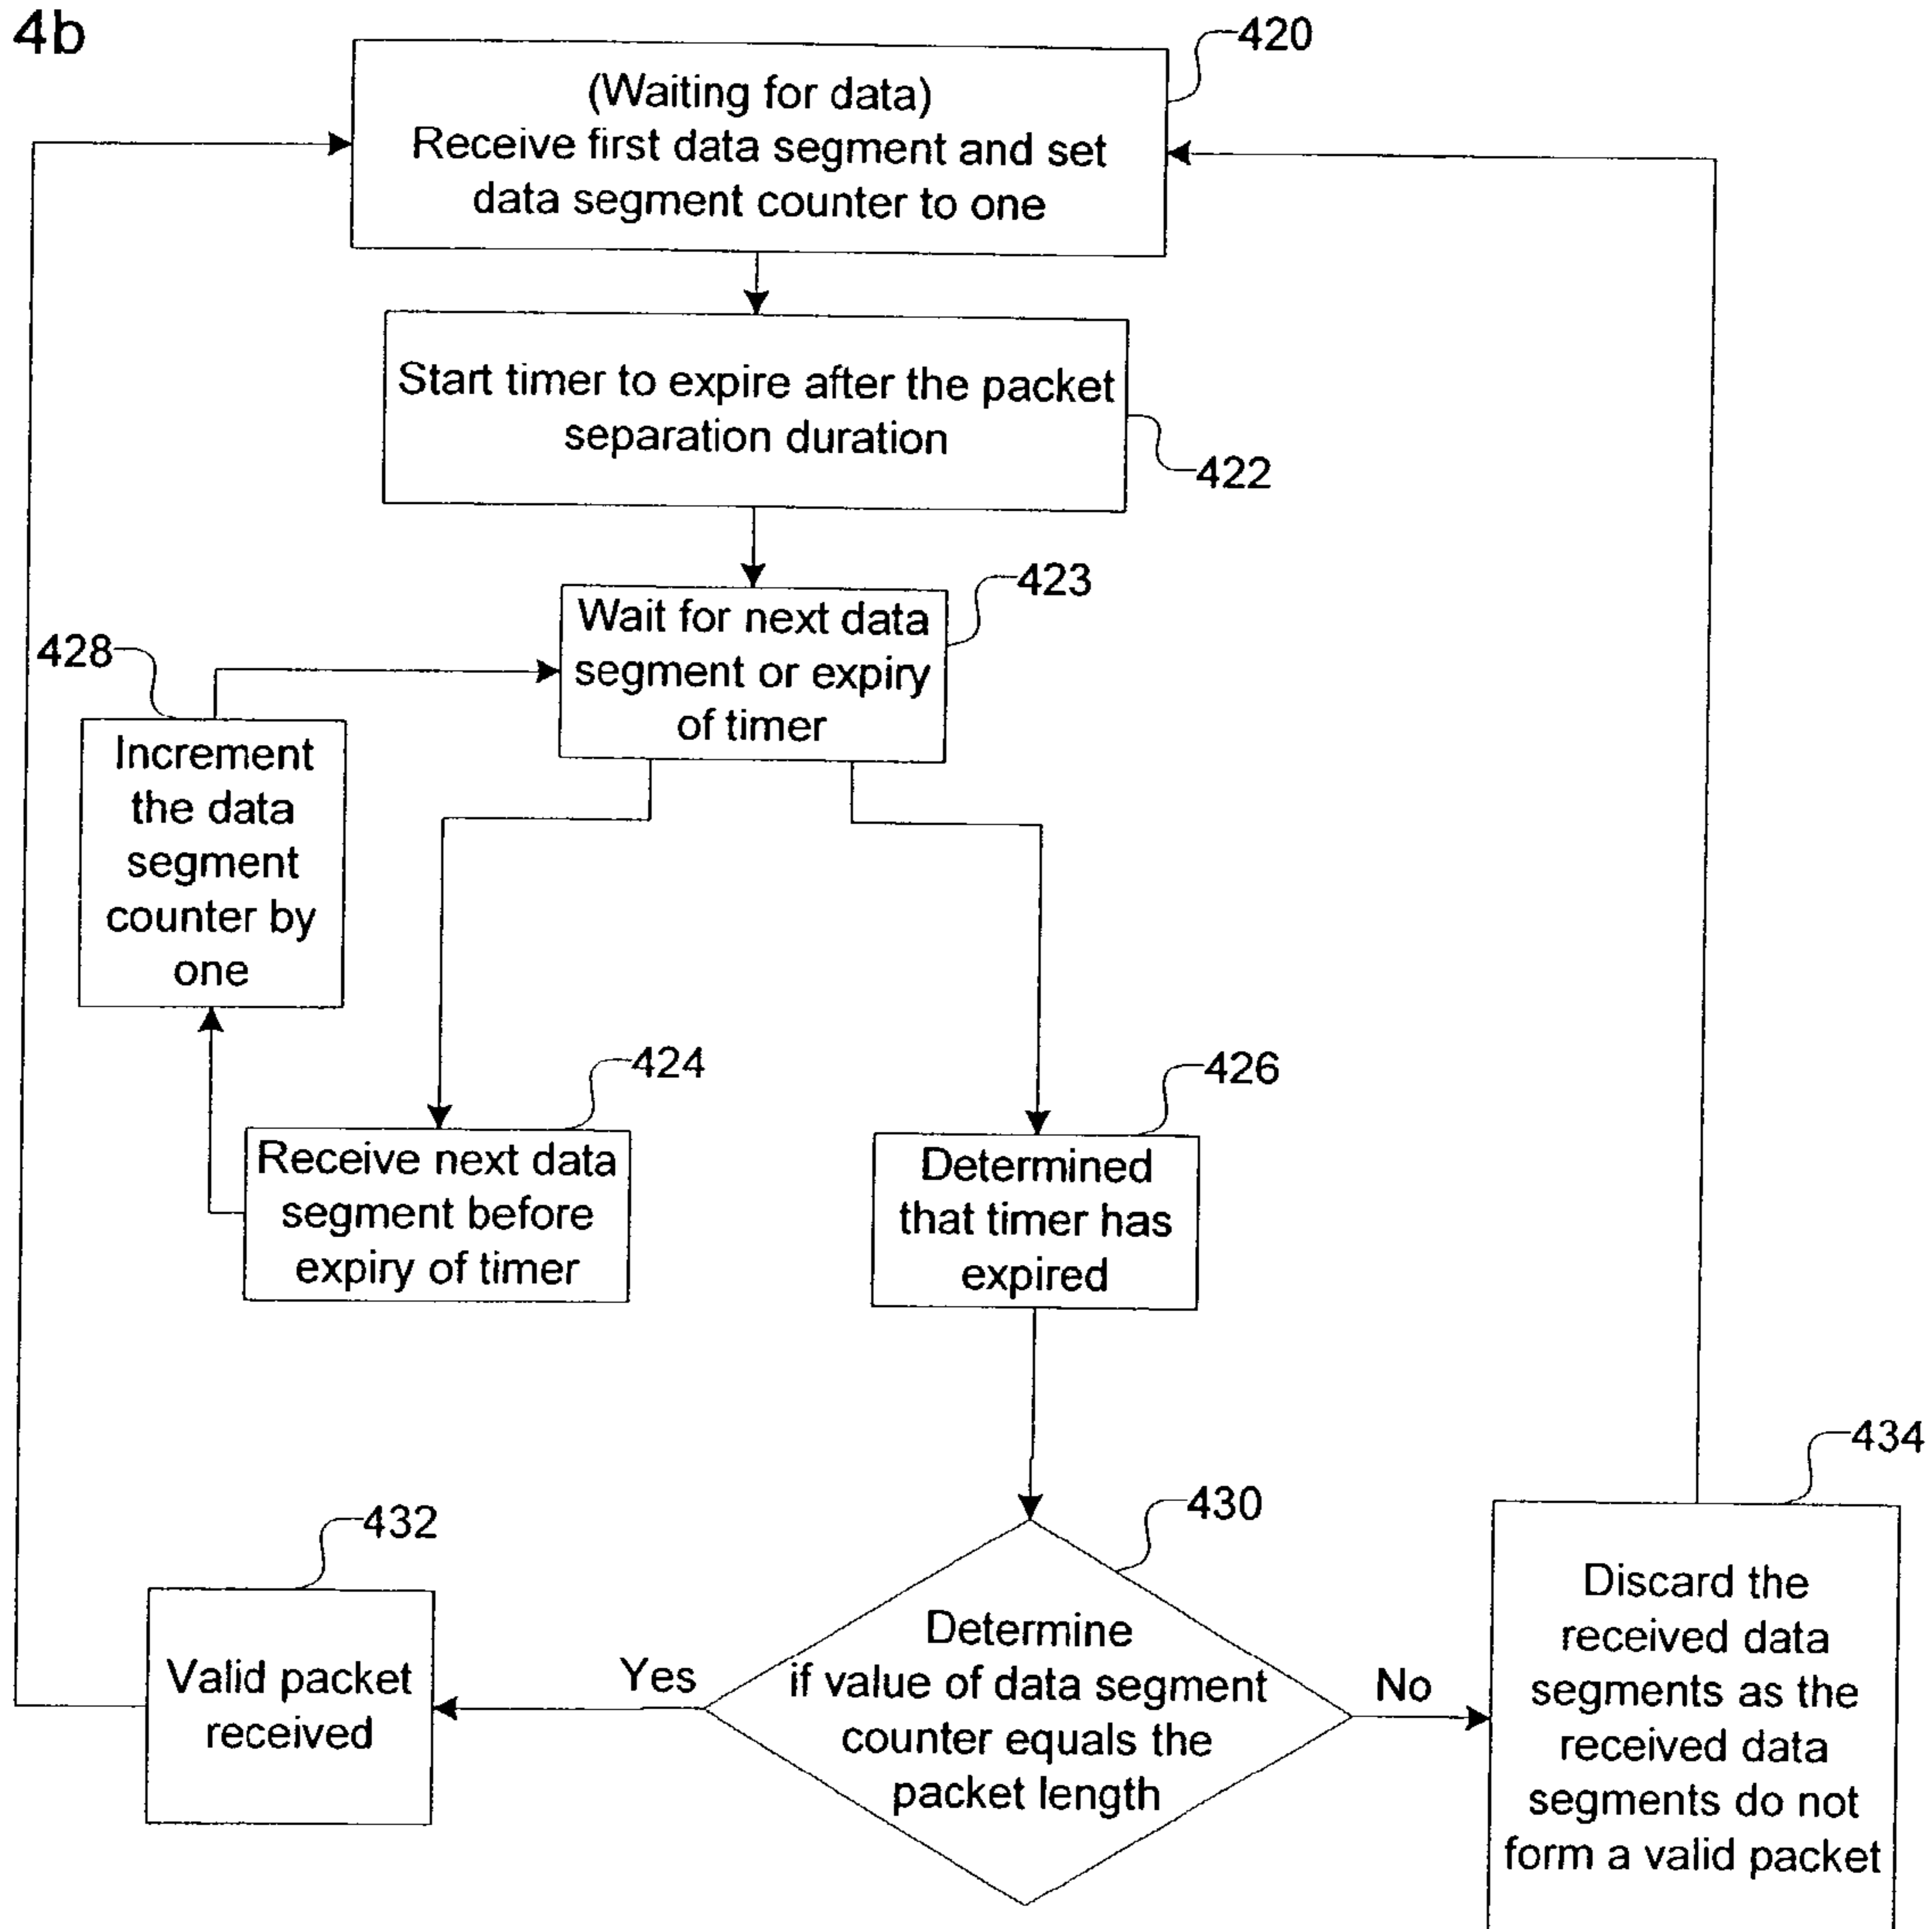 4b
420
(Waiting for data)
Receive first data segment and set
data segment counter to one
Start timer to expire after the packet
separation duration
422
423
Wait for next data
segment or expiry
of timer
428
Increment
the data
segment
counter by
one
424
Receive next data
segment before
expiry of timer
426
Determined
that timer has
expired
430
Determine
if value of data segment
counter equals the
packet length
Yes
No
432
Valid packet
received
434
Discard the
received data
segments as the
received data
segments do not
form a valid packet